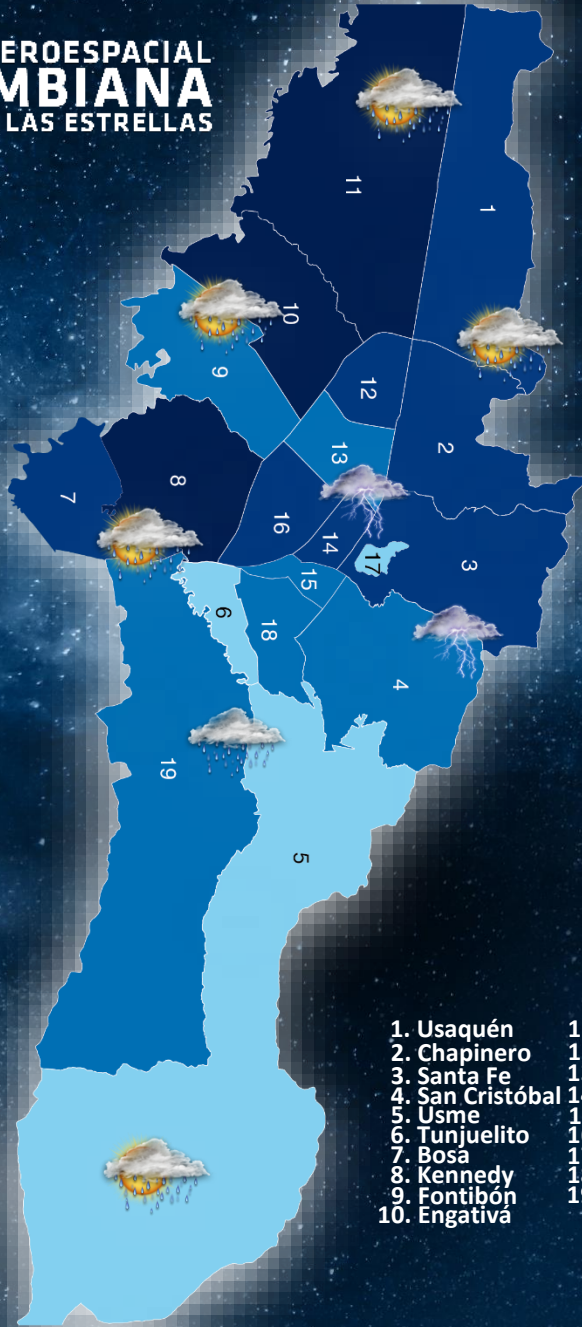 LAS ESTRELLAS
11
1
10
9
12
2
13
8
7
16
14
17
3
15
6
18
4
19
5
1. Usaquén
2. Chapinero
3. Santa Fe
4. San Cristóbal
5. Usme
6. Tunjuelito
7. Bosa
8. Kennedy
9. Fontibón
10. Engativá